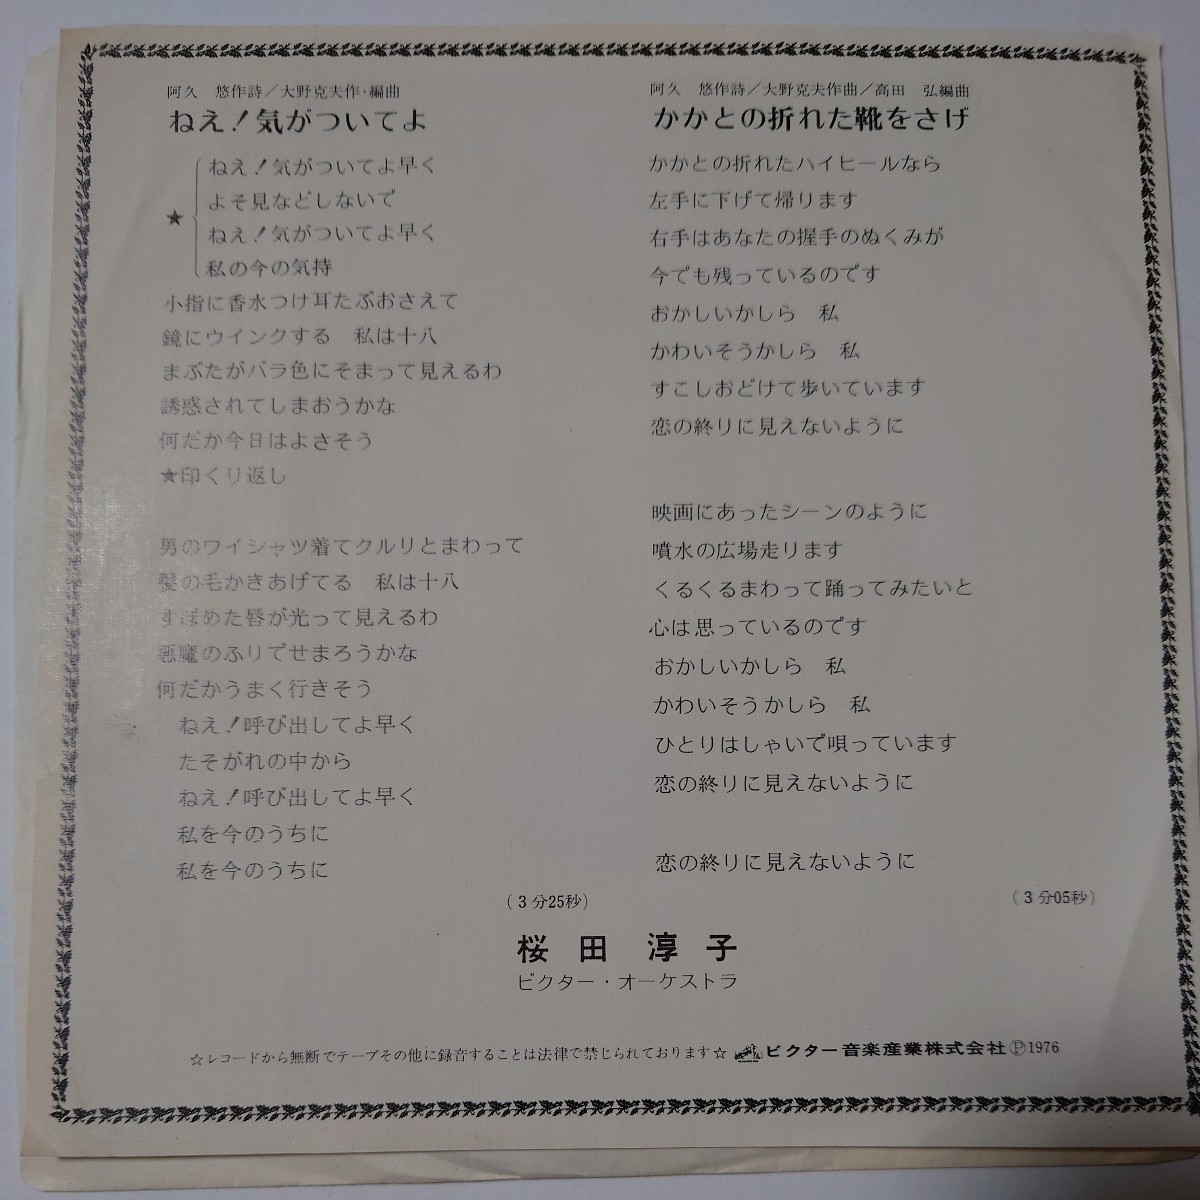 阿久　悠作詩／大野克夫作・編曲
ねえ！気がついてよ
ねえ！気がついてよ早く
よそ見などしないで
★
ねえ！気がついてよ早く
私の今の気持
小指に香水つけ耳たぶおさえて
鏡にウインクする　私は十八
まぶたがバラ色にそまって見えるわ
誘惑されてしまおうかな
何だか今日はよさそう
★印くり返し
男のワイシャツ着てクルリとまわって
髪の毛かきあげてる　私は十八
すぼめた唇が光って見えるわ
悪魔のふりでせまろうかな
何だかうまく行きそう
ねえ！呼び出してよ早く
たそがれの中から
ねえ！呼び出してよ早く
私を今のうちに
私を今のうちに
（3分25秒）
阿久　悠作詩／大野克夫作曲／高田　弘編曲
かかとの折れた靴をさげ
かかとの折れたハイヒールなら
左手に下げて帰ります
右手はあなたの握手のぬくみが
今でも残っているのです
おかしいかしら　私
かわいそうかしら　私
すこしおどけて歩いています
恋の終りに見えないように
映画にあったシーンのように
噴水の広場走ります
くるくるまわって踊ってみたいと
心は思っているのです
おかしいかしら　私
かわいそうかしら　私
ひとりはしゃいで唄っています
恋の終りに見えないように
恋の終りに見えないように
（3分05秒）
桜田　淳子
ビクター・オーケストラ
☆レコードから無断でテープその他に録音することは法律で禁じられております☆ ビクター音楽産業株式会社Ⓟ1976